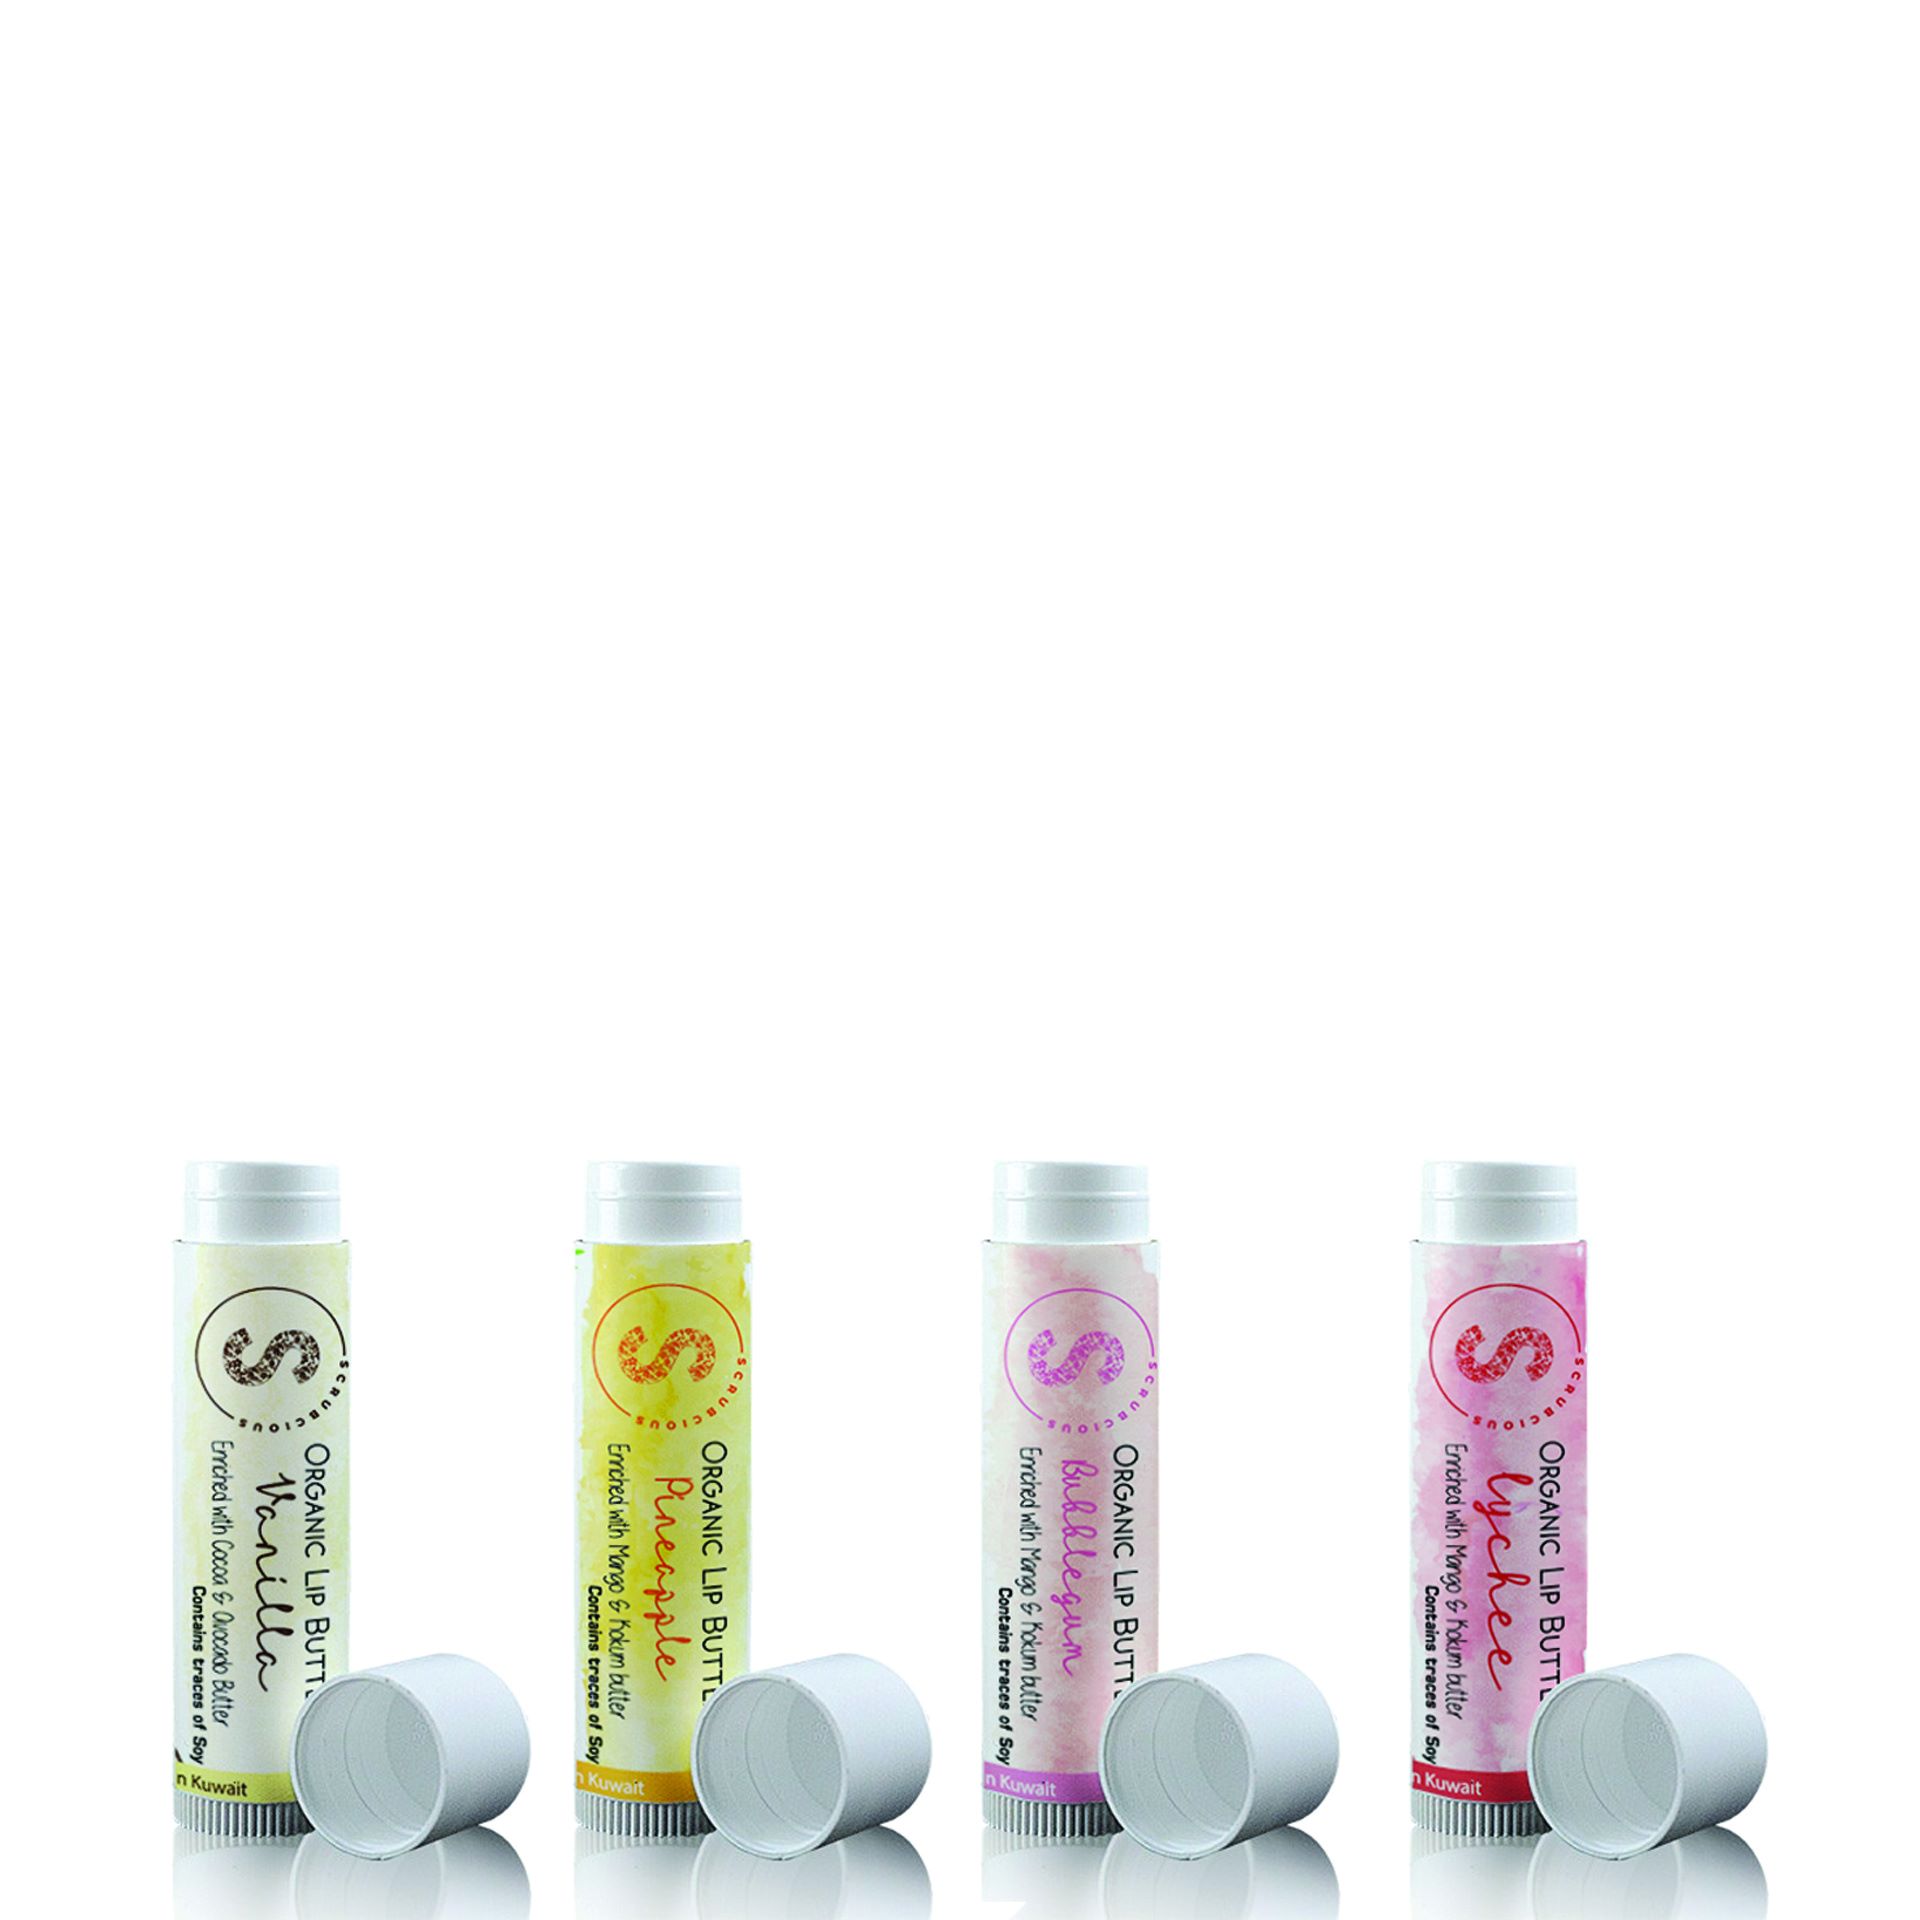 S
SCRUBCIOUS
ORGANIC LIP BUTTE
Vanilla
Enriched with Cocoa & Avocado Butter
Contains traces of Soy
n Kuwait
S
SCRUBCIOUS
ORGANIC LIP BUTTE
Pineapple
Enriched with Mango & Kokum butter
Contains traces of Soy
n Kuwait
S
SCRUBCIOUS
ORGANIC LIP BUTTE
Bubblegum
Enriched with Mango & Kokum butter
Contains traces of Soy
n Kuwait
S
SCRUBCIOUS
ORGANIC LIP BUTTE
lychee
Enriched with Mango & Kokum butter
Contains traces of Soy
n Kuwait